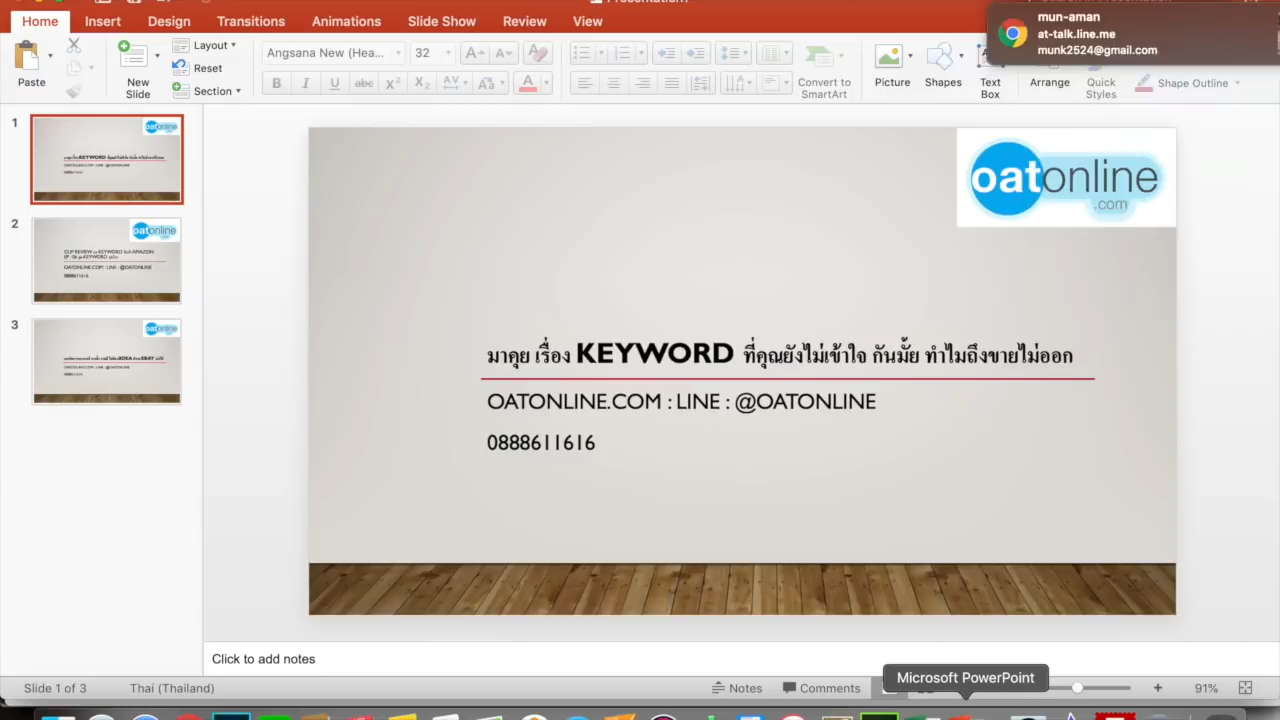 Home Insert Design Transitions Animations Slide Show Review View
mun-aman
at-talk.line.me
munk2524@gmail.com
Paste
New
Slide
Layout
Reset
Section
Angsana New (Hea...
32
Convert to
SmartArt
Picture
Shapes
Text
Box
Arrange
Quick
Styles
Shape Outline
1
2
3
oatonline
.com
มาคุย เรื่อง KEYWORD ที่คุณยังไม่เข้าใจ กันมั้ย ทำไมถึงขายไม่ออก
OATONLINE.COM : LINE : @OATONLINE
0888611616
Click to add notes
Microsoft PowerPoint
Slide 1 of 3 Thai (Thailand) Notes Comments 91%